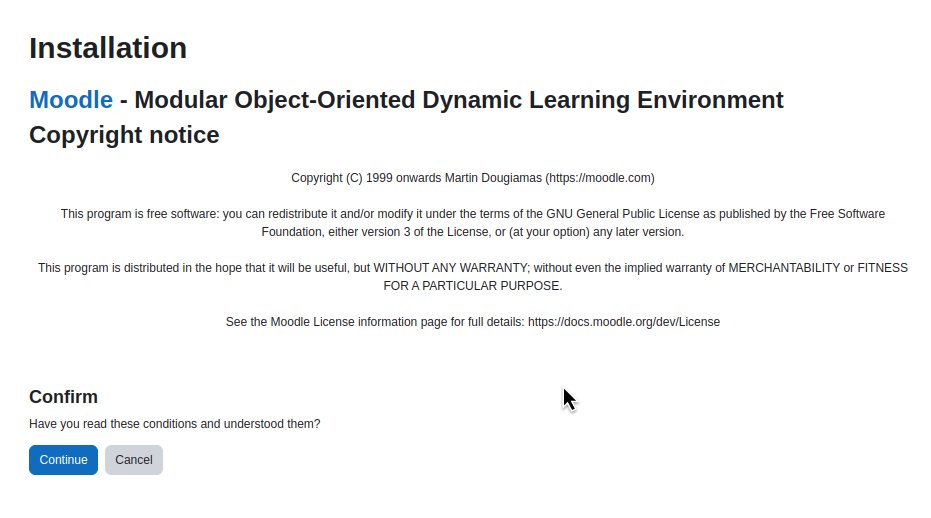 Installation
Moodle - Modular Object-Oriented Dynamic Learning Environment
Copyright notice
Copyright (C) 1999 onwards Martin Dougiamas (https://moodle.com)
This program is free software: you can redistribute it and/or modify it under the terms of the GNU General Public License as published by the Free Software
Foundation, either version 3 of the License, or (at your option) any later version.
This program is distributed in the hope that it will be useful, but WITHOUT ANY WARRANTY; without even the implied warranty of MERCHANTABILITY or FITNESS
FOR A PARTICULAR PURPOSE.
See the Moodle License information page for full details: https://docs.moodle.org/dev/License
Confirm
Have you read these conditions and understood them?
Continue Cancel